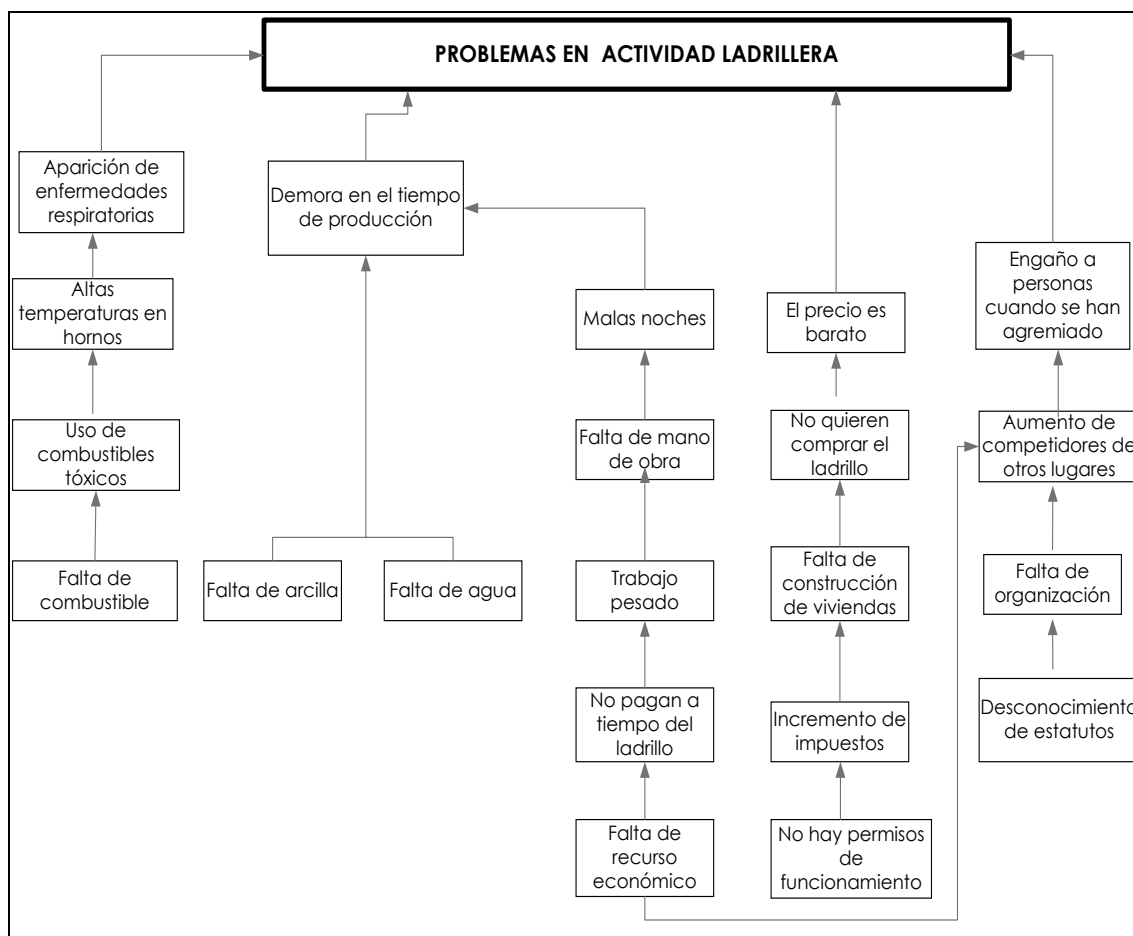 PROBLEMAS EN ACTIVIDAD LADRILLERA
Aparición de
enfermedades
respiratorias
Altas
temperaturas en
hornos
Uso de
combustibles
tóxicos
Falta de
combustible
Demora en el tiempo
de producción
Falta de arcilla
Falta de agua
Malas noches
Falta de mano
de obra
Trabajo
pesado
No pagan a
tiempo del
ladrillo
Falta de
recurso
económico
El precio es
barato
No quieren
comprar el
ladrillo
Falta de
construcción
de viviendas
Incremento de
impuestos
No hay permisos
de
funcionamiento
Engaño a
personas
cuando se han
agremiado
Aumento de
competidores de
otros lugares
Falta de
organización
Desconocimiento
de estatutos